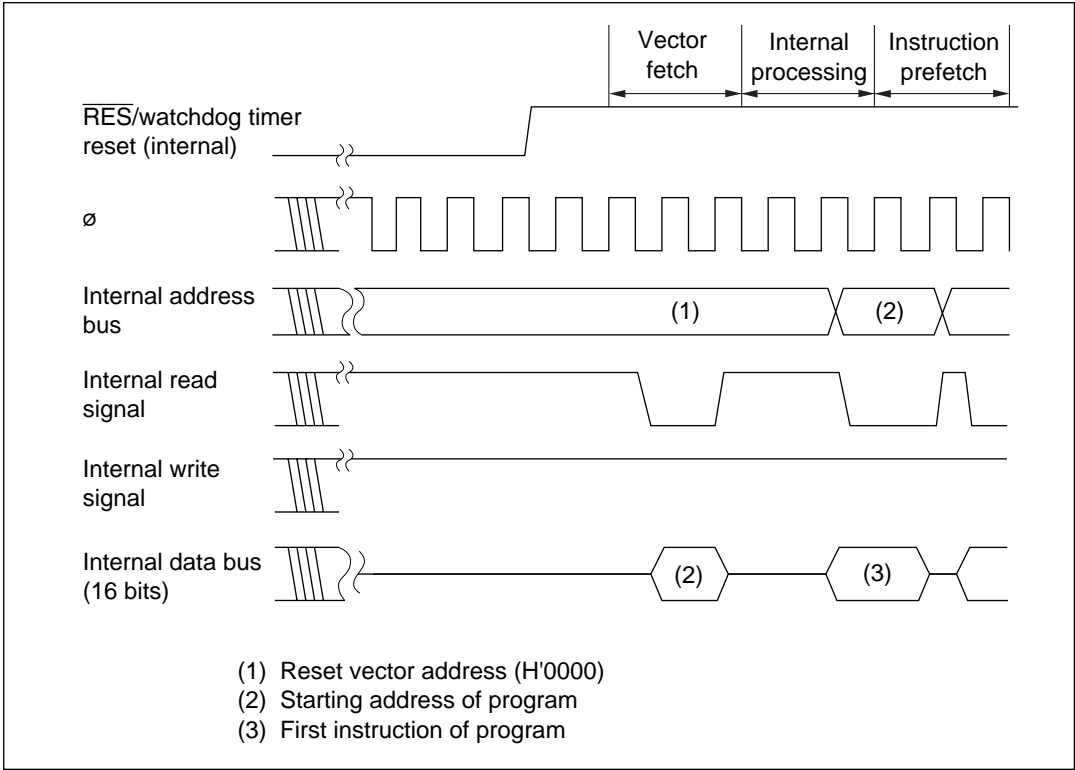 Vector
fetch
Internal
processing
Instruction
prefetch
RES/watchdog timer
reset (internal)
ø
Internal address
bus
(1)
(2)
Internal read
signal
Internal write
signal
Internal data bus
(16 bits)
(2)
(3)
(1) Reset vector address (H'0000)
(2) Starting address of program
(3) First instruction of program